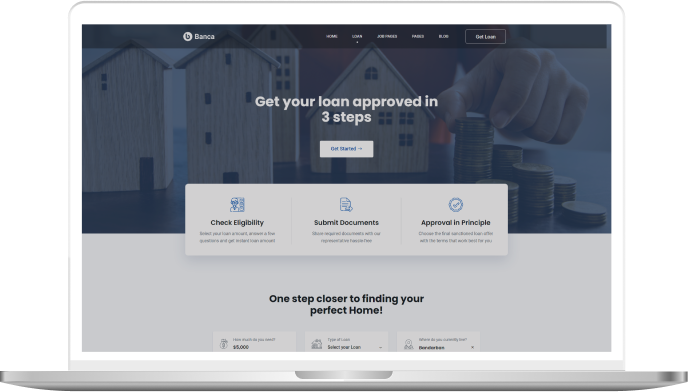 Banca
HOME LOAN JOB PAGES PAGES BLOG Get Loan
Get your loan approved in
3 steps
Get Started →
Check Eligibility
Select your loan amount, answer a few
questions and get instant loan amount
Submit Documents
Share required documents with our
representative hassle-free
Approval in Principle
Choose the final sanctioned loan offer
with the terms that work best for you.
One step closer to finding your
perfect Home!
How much do you need?
$5,000
Type of Loan
Select your Loan
Where do you currently live?